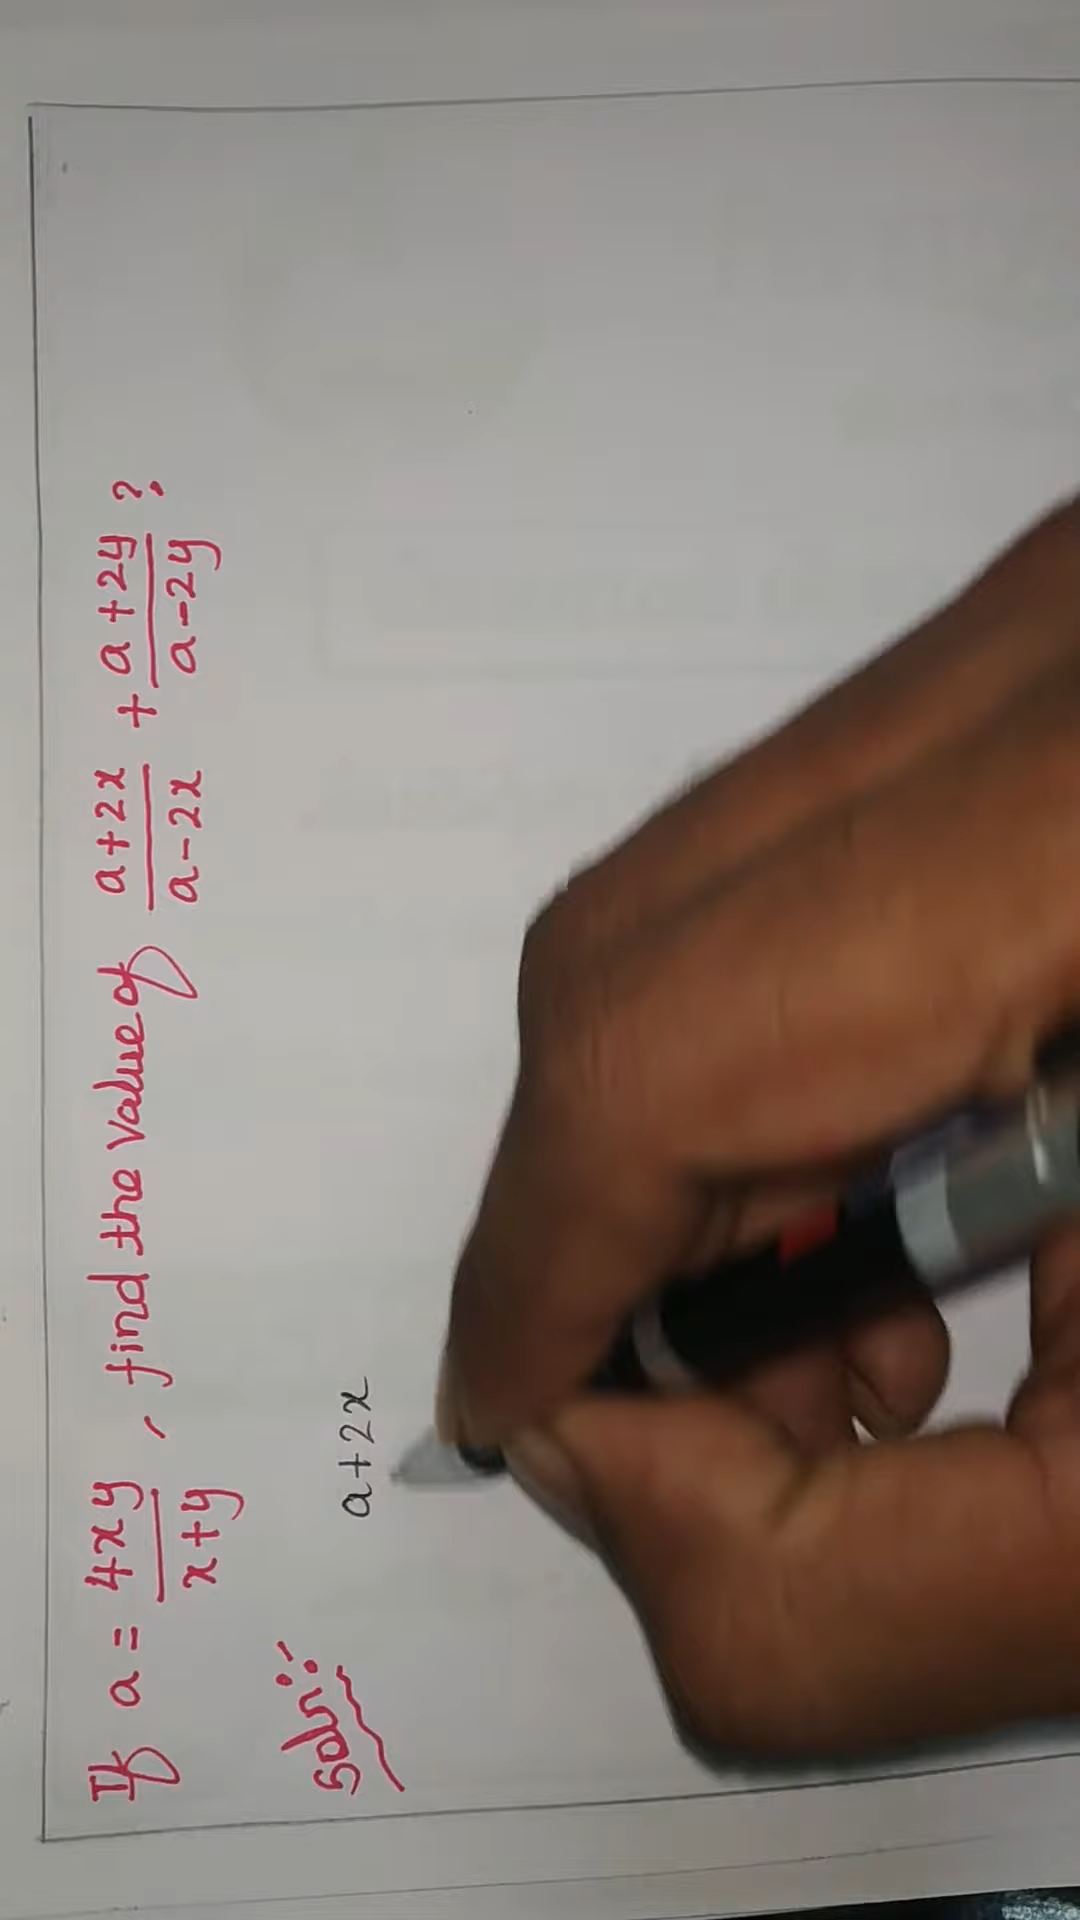 If a = 4xy/x+y , find the value of a+2x/a-2x + a+2y/a-2y ?
Soln:-
a+2x